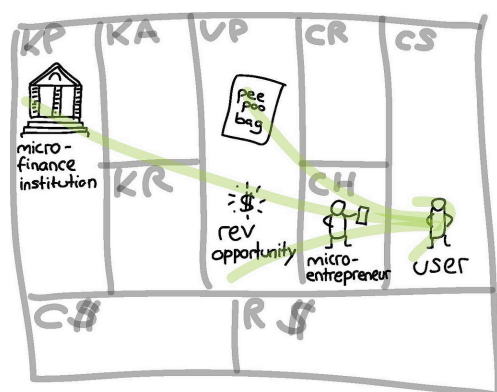 KP
KA
VP
CR
CS
micro-
finance
institution
pee
poo
bag
KR
$
rev
opportunity
CH
micro-
entrepreneur
user
C$
R $